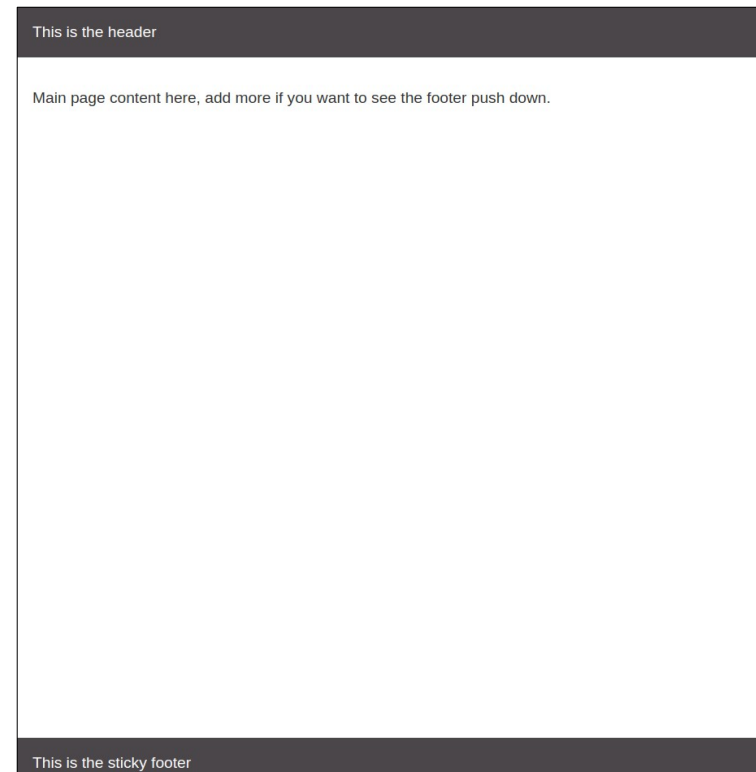 This is the header
Main page content here, add more if you want to see the footer push down.
This is the sticky footer